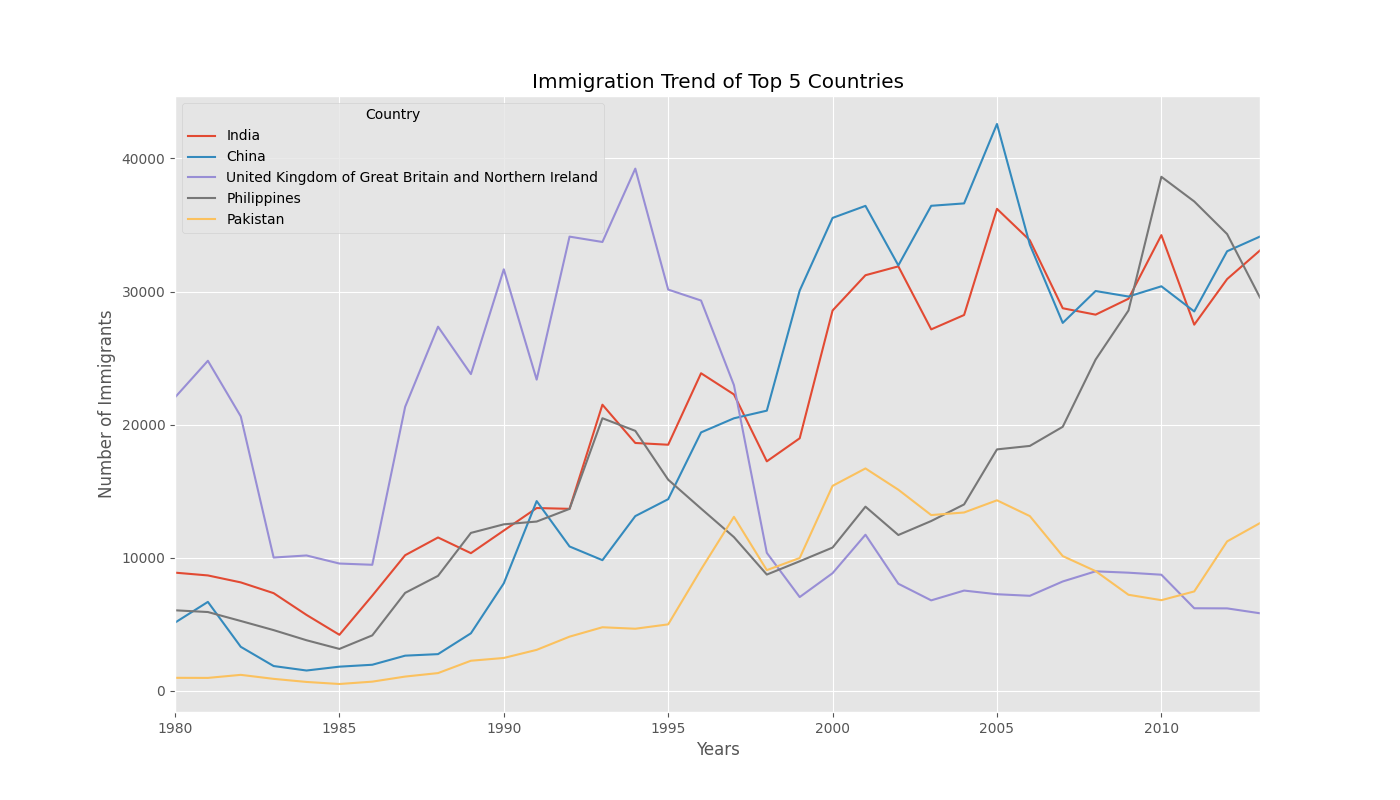 Immigration Trend of Top 5 Countries
Country
India
China
United Kingdom of Great Britain and Northern Ireland
Philippines
Pakistan
Number of Immigrants
40000
30000
20000
10000
0
1980 1985 1990 1995 2000 2005 2010
Years